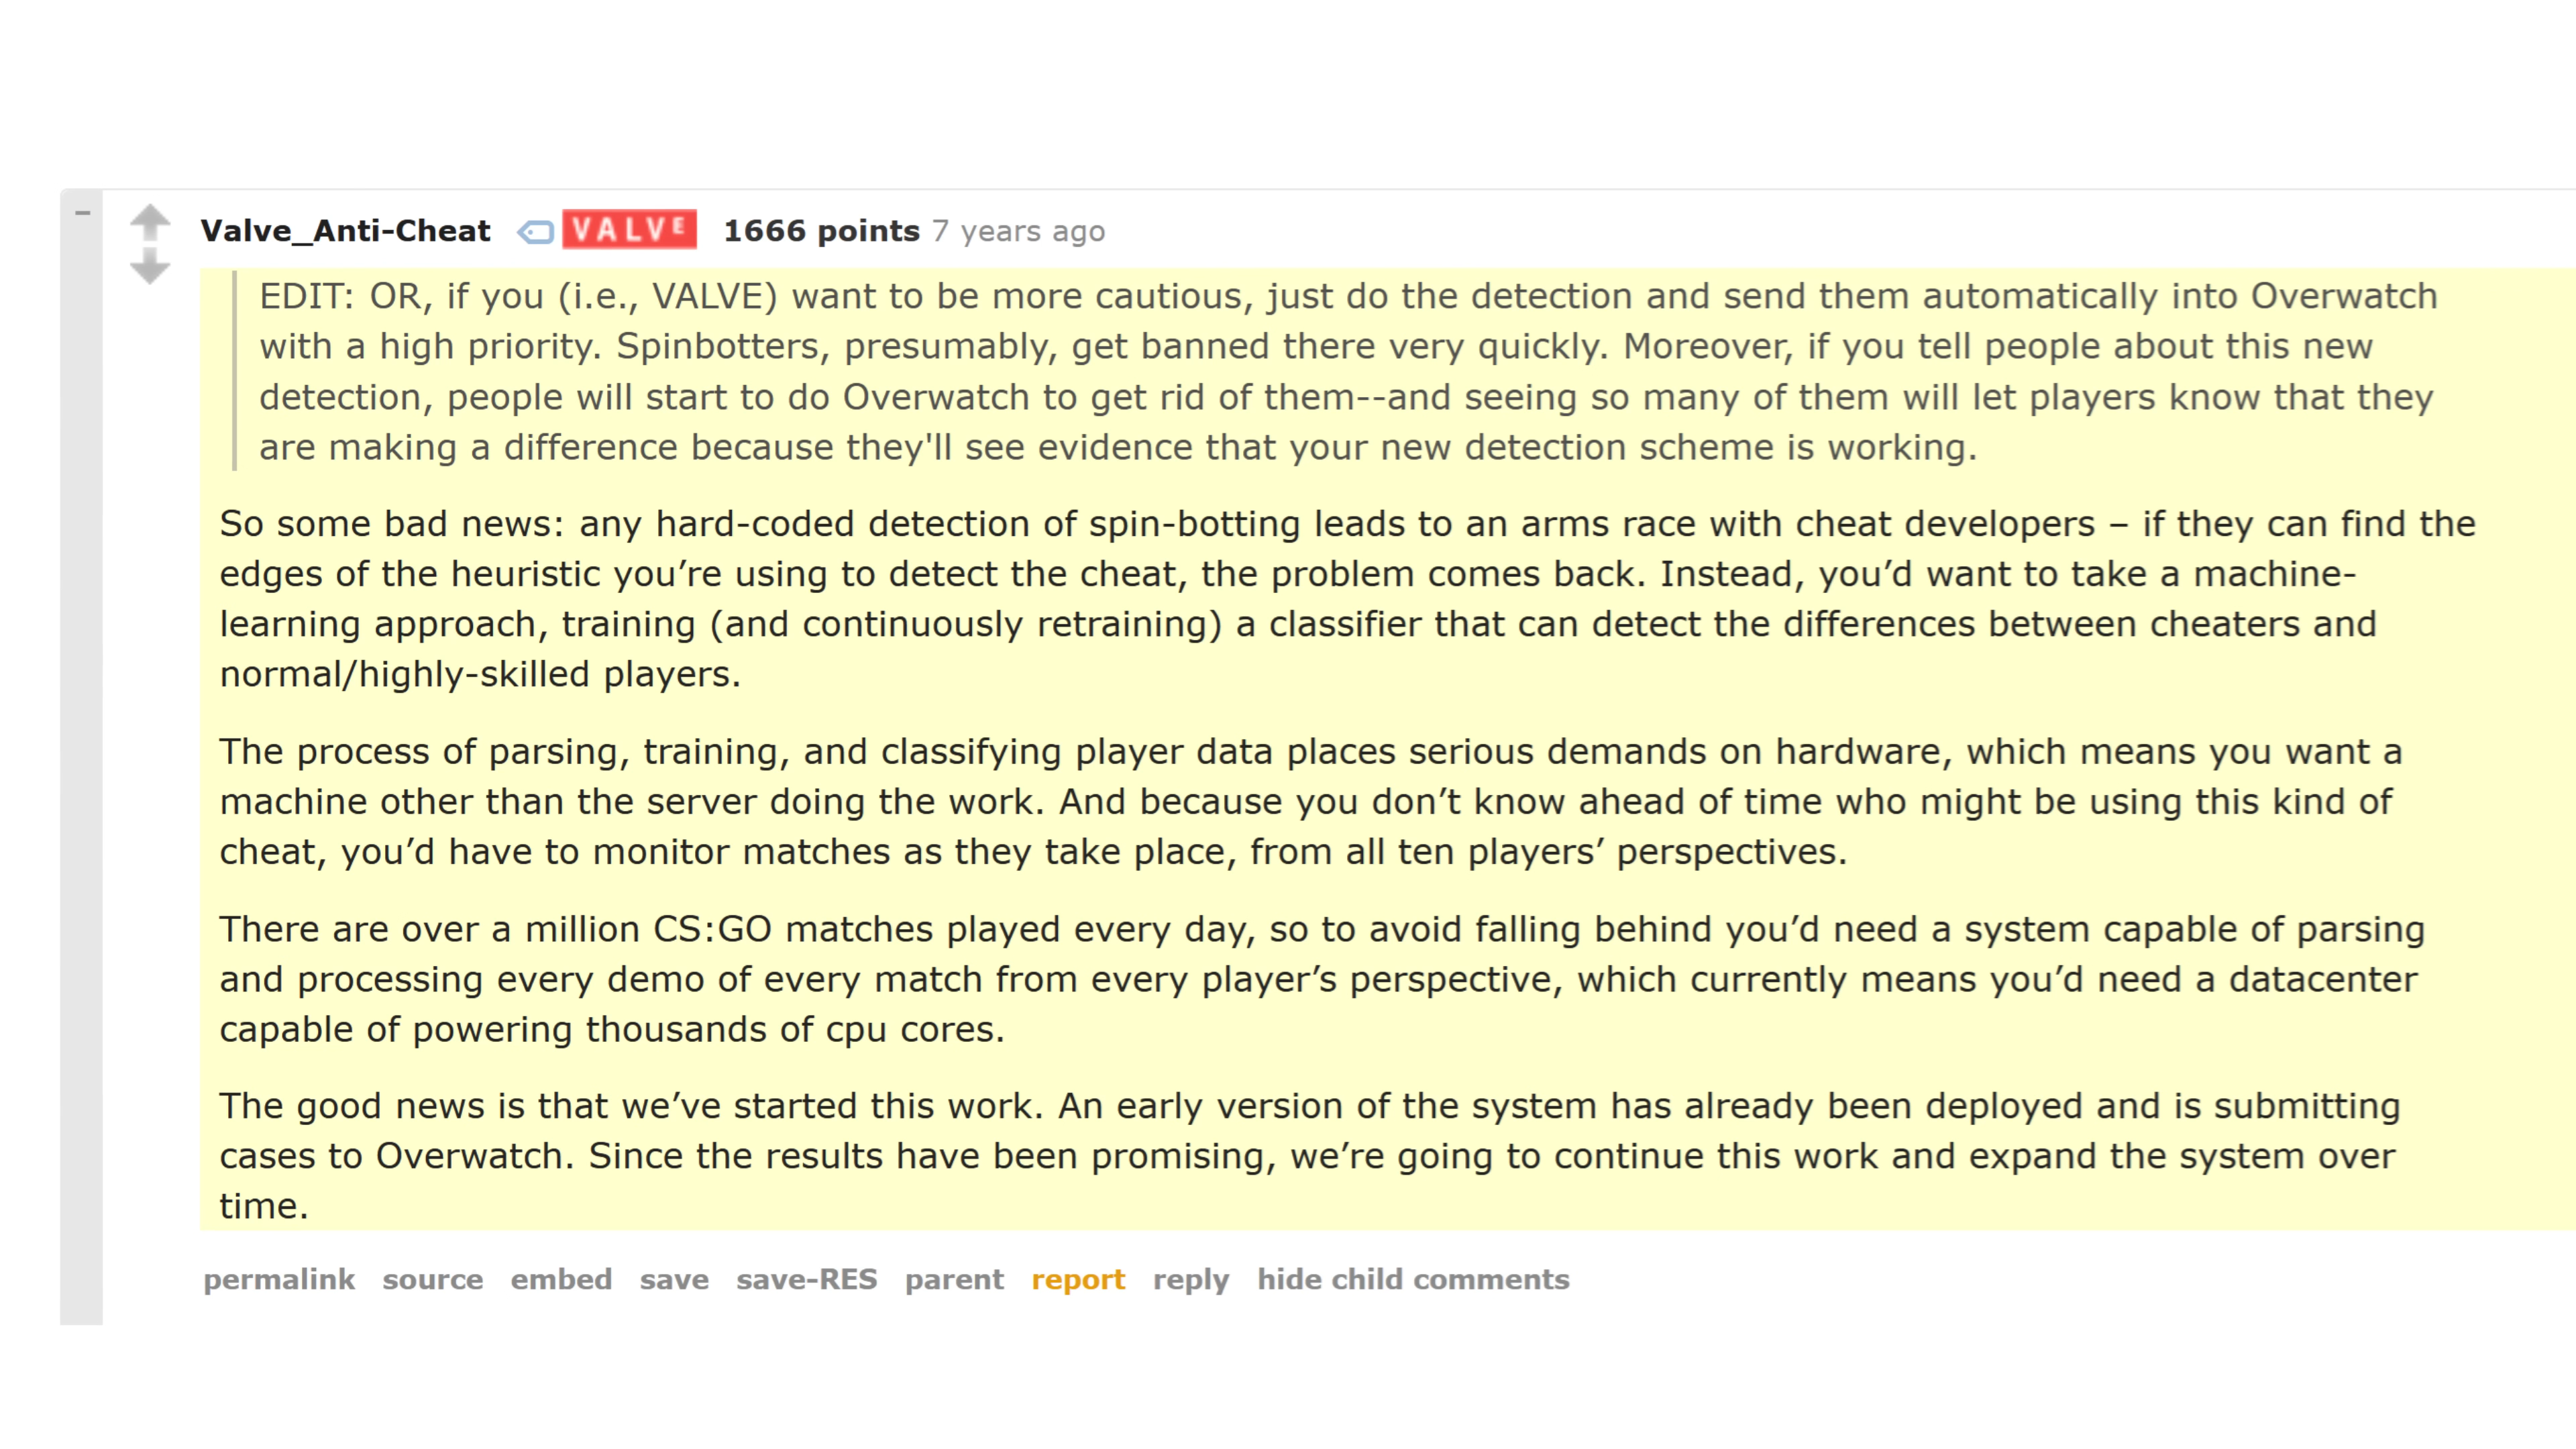 Valve_Anti-Cheat VALVE 1666 points 7 years ago
EDIT: OR, if you (i.e., VALVE) want to be more cautious, just do the detection and send them automatically into Overwatch
with a high priority. Spinbotters, presumably, get banned there very quickly. Moreover, if you tell people about this new
detection, people will start to do Overwatch to get rid of them--and seeing so many of them will let players know that they
are making a difference because they'll see evidence that your new detection scheme is working.
So some bad news: any hard-coded detection of spin-botting leads to an arms race with cheat developers – if they can find the
edges of the heuristic you’re using to detect the cheat, the problem comes back. Instead, you’d want to take a machine-
learning approach, training (and continuously retraining) a classifier that can detect the differences between cheaters and
normal/highly-skilled players.
The process of parsing, training, and classifying player data places serious demands on hardware, which means you want a
machine other than the server doing the work. And because you don’t know ahead of time who might be using this kind of
cheat, you’d have to monitor matches as they take place, from all ten players’ perspectives.
There are over a million CS:GO matches played every day, so to avoid falling behind you’d need a system capable of parsing
and processing every demo of every match from every player’s perspective, which currently means you’d need a datacenter
capable of powering thousands of cpu cores.
The good news is that we’ve started this work. An early version of the system has already been deployed and is submitting
cases to Overwatch. Since the results have been promising, we’re going to continue this work and expand the system over
time.
permalink source embed save save-RES parent report reply hide child comments